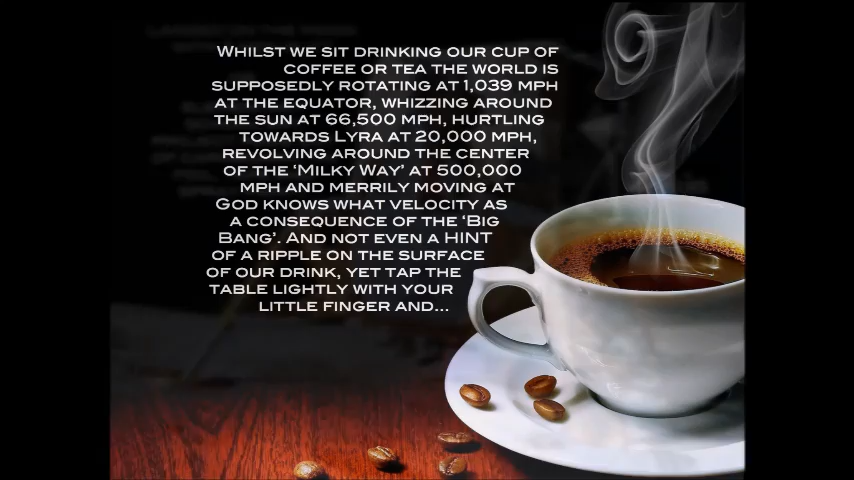 Whilst we sit drinking our cup of
coffee or tea the world is
supposedly rotating at 1,039 mph
at the equator, whizzing around
the sun at 66,500 mph, hurtling
towards Lyra at 20,000 mph,
revolving around the center
of the ‘Milky Way’ at 500,000
mph and merrily moving at
God knows what velocity as
a consequence of the ‘Big
Bang’. And not even a hint
of a ripple on the surface
of our drink, yet tap the
table lightly with your
little finger and...